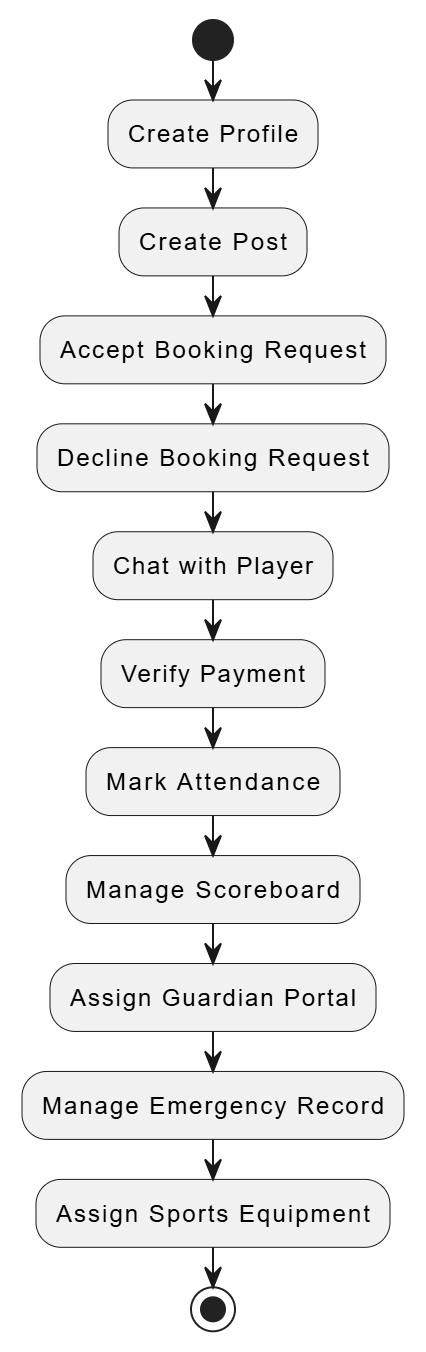 Create Profile
Create Post
Accept Booking Request
Decline Booking Request
Chat with Player
Verify Payment
Mark Attendance
Manage Scoreboard
Assign Guardian Portal
Manage Emergency Record
Assign Sports Equipment